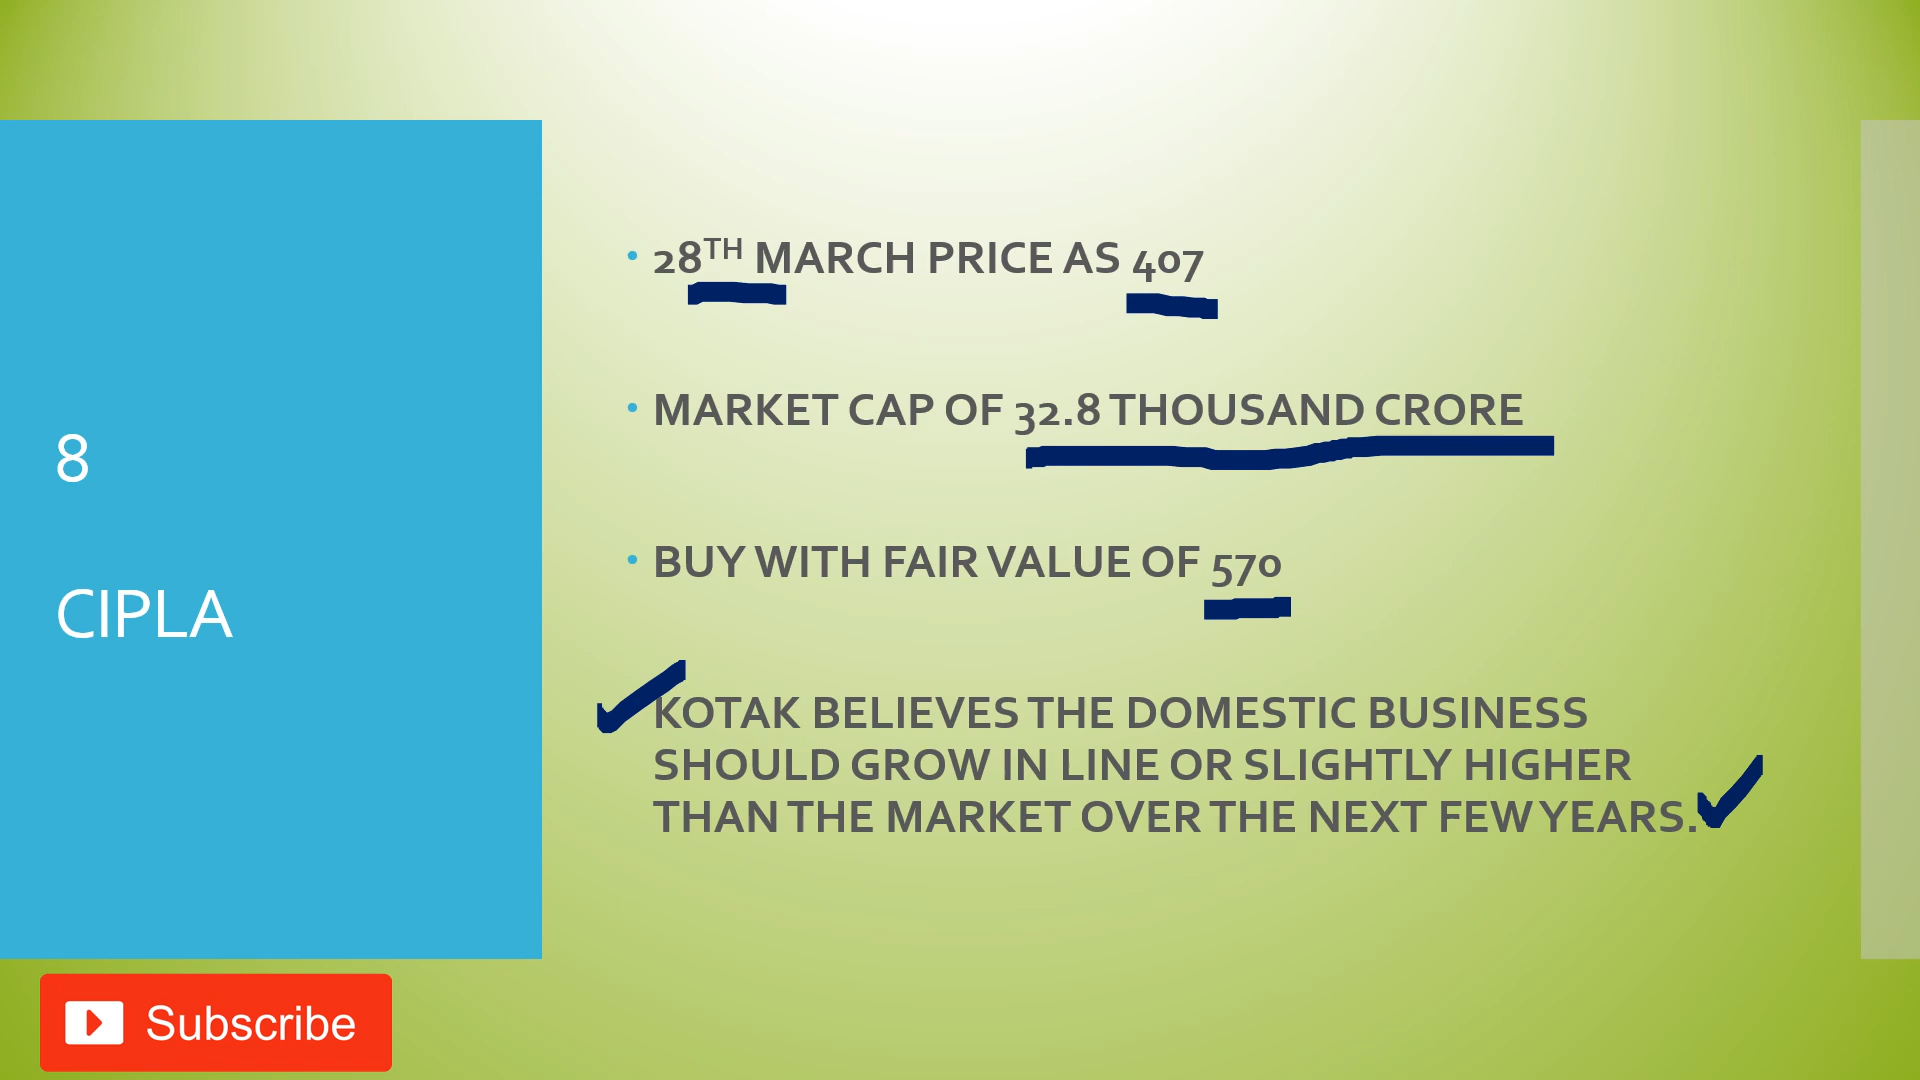 8
CIPLA
• 28TH MARCH PRICE AS 407
• MARKET CAP OF 32.8 THOUSAND CRORE
• BUY WITH FAIR VALUE OF 570
KOTAK BELIEVES THE DOMESTIC BUSINESS
SHOULD GROW IN LINE OR SLIGHTLY HIGHER
THAN THE MARKET OVER THE NEXT FEW YEARS.
Subscribe